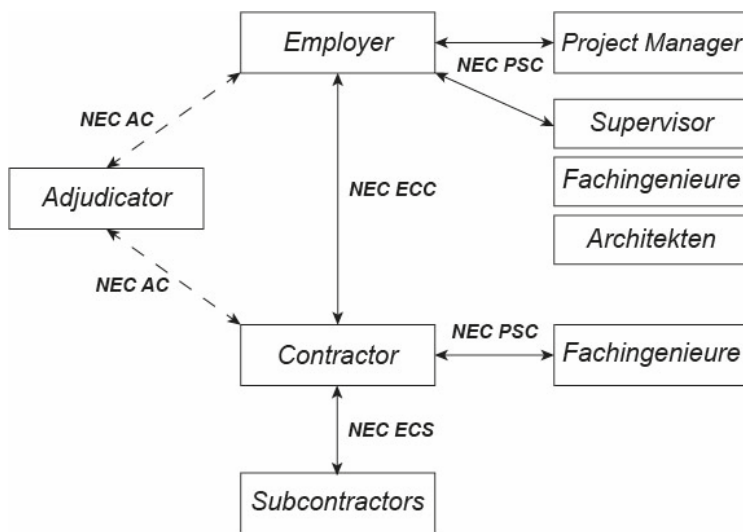 Employer
Project Manager
NEC PSC
Supervisor
NEC AC
Fachingenieure
Adjudicator
NEC ECC
Architekten
NEC AC
NEC PSC
Contractor
Fachingenieure
NEC ECS
Subcontractors